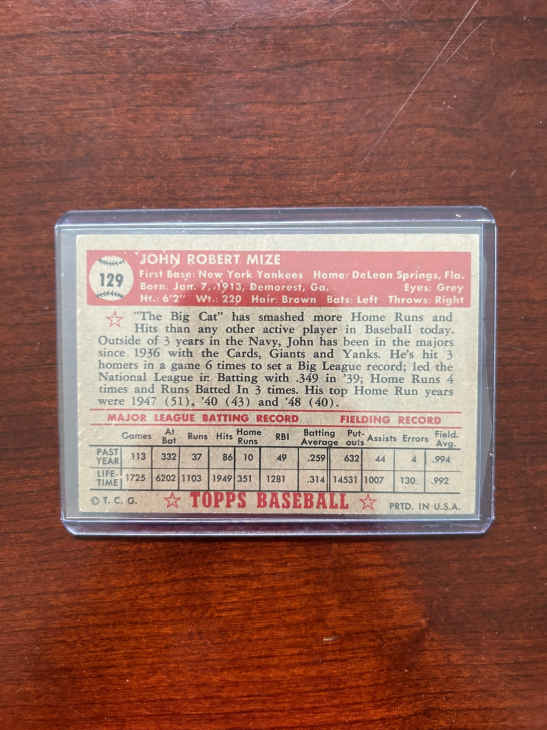 129
JOHN ROBERT MIZE
First Base: New York Yankees Home: DeLeon Springs, Fla.
Born: Jan. 7, 1913, Demorest, Ga. Eyes: Grey
Ht.: 6'2" Wt.: 220 Hair: Brown Bats: Left Throws: Right
"The Big Cat" has smashed more Home Runs and
Hits than any other active player in Baseball today.
Outside of 3 years in the Navy, John has been in the majors
since 1936 with the Cards, Giants and Yanks. He's hit 3
homers in a game 6 times to set a Big League record; led the
National League in Batting with .349 in '39; Home Runs 4
times and Runs Batted In 3 times. His top Home Run years
were 1947 (51), '40 (43) and '48 (40).
MAJOR LEAGUE BATTING RECORD FIELDING RECORD
Games At Bat Runs Hits Home Runs RBI Batting Average Put-outs Assists Errors Field. Avg.
PAST YEAR 113 332 37 86 10 49 .259 632 44 4 .994
LIFE-TIME 1725 6202 1103 1949 351 1281 .314 14531 1007 130 .992
© T. C. G. TOPPS BASEBALL PRTD. IN U.S.A.